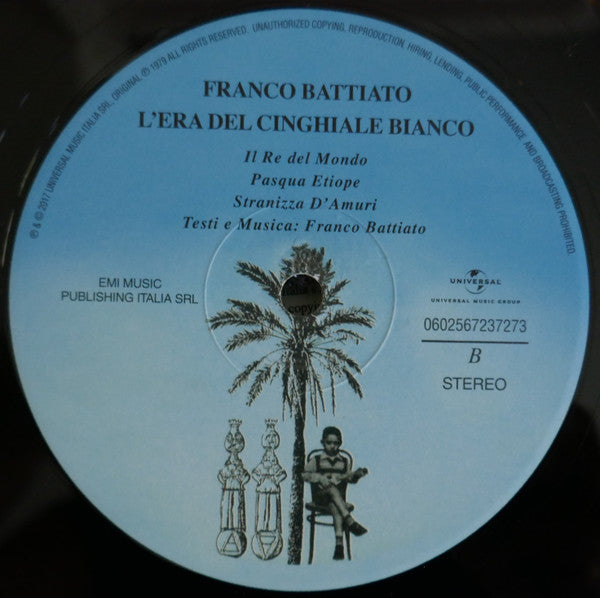 ℗ & © 2017 UNIVERSAL MUSIC ITALIA SRL. ORIGINAL ℗ 1979 ALL RIGHTS RESERVED. UNAUTHORIZED COPYING, REPRODUCTION, HIRING, LENDING, PUBLIC PERFORMANCE AND BROADCASTING PROHIBITED.
FRANCO BATTIATO
L'ERA DEL CINGHIALE BIANCO
Il Re del Mondo
Pasqua Etiope
Stranizza D'Amuri
Testi e Musica: Franco Battiato
EMI MUSIC
PUBLISHING ITALIA SRL
UNIVERSAL
UNIVERSAL MUSIC GROUP
0602567237273
B
STEREO